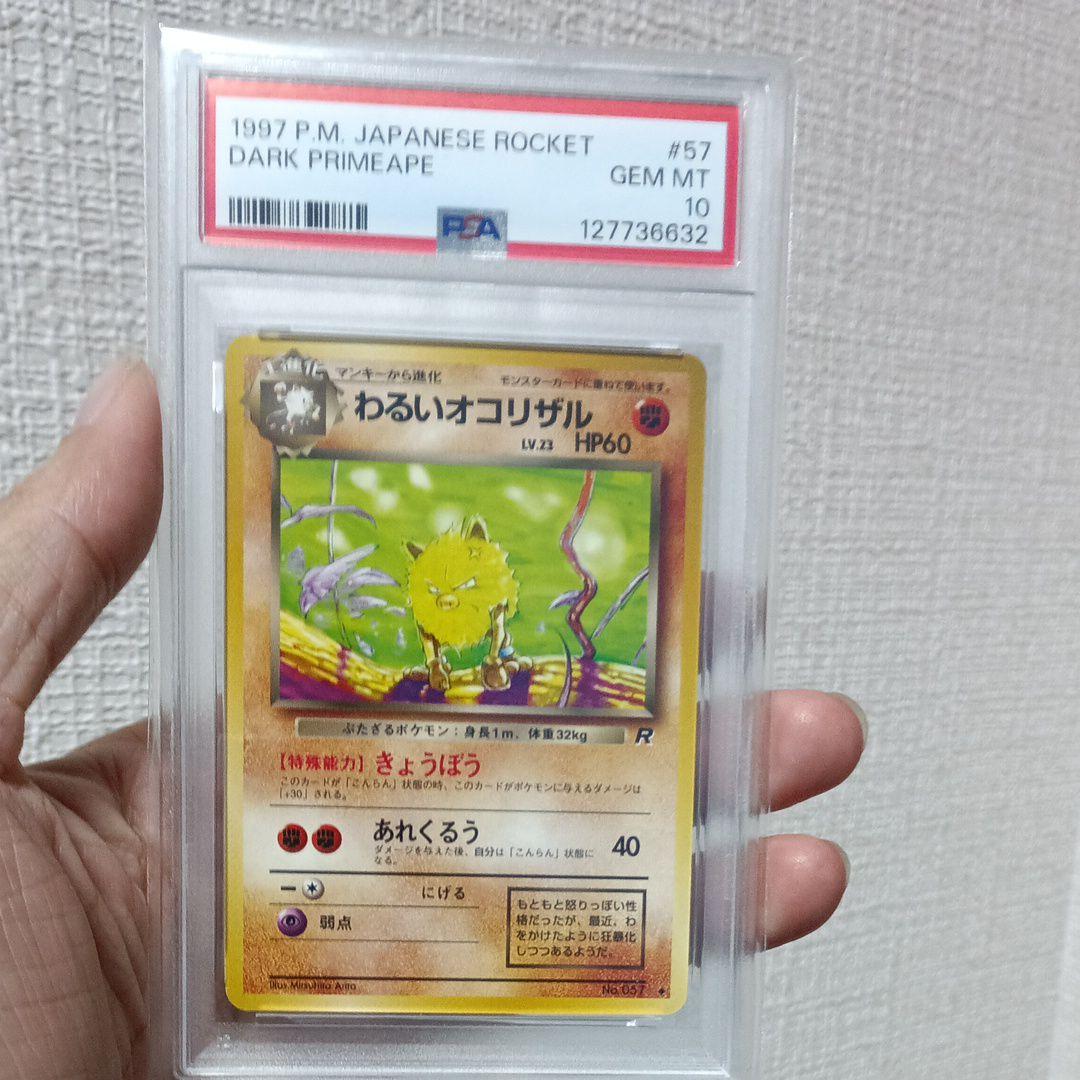 1997 P.M. JAPANESE ROCKET #57
DARK PRIMEAPE GEM MT
10
PSA 127736632
1進化 マンキーから進化 モンスターカードに重ねて使います。
わるいオコリザル
LV.23 HP60
ぶたざるポケモン:身長1m、体重32kg R
【特殊能力】きょうぼう
このカードが「こんらん」状態の時、このカードがポケモンに与えるダメージは
「+30」される。
あれくるう 40
ダメージを与えた後、自分は「こんらん」状態に
なる。
ー にげる
弱点
もともと怒りっぽい性
格だったが、最近、わ
をかけたように狂暴化
しつつあるようだ。
Illus.Mitsuhiro Arita No.057